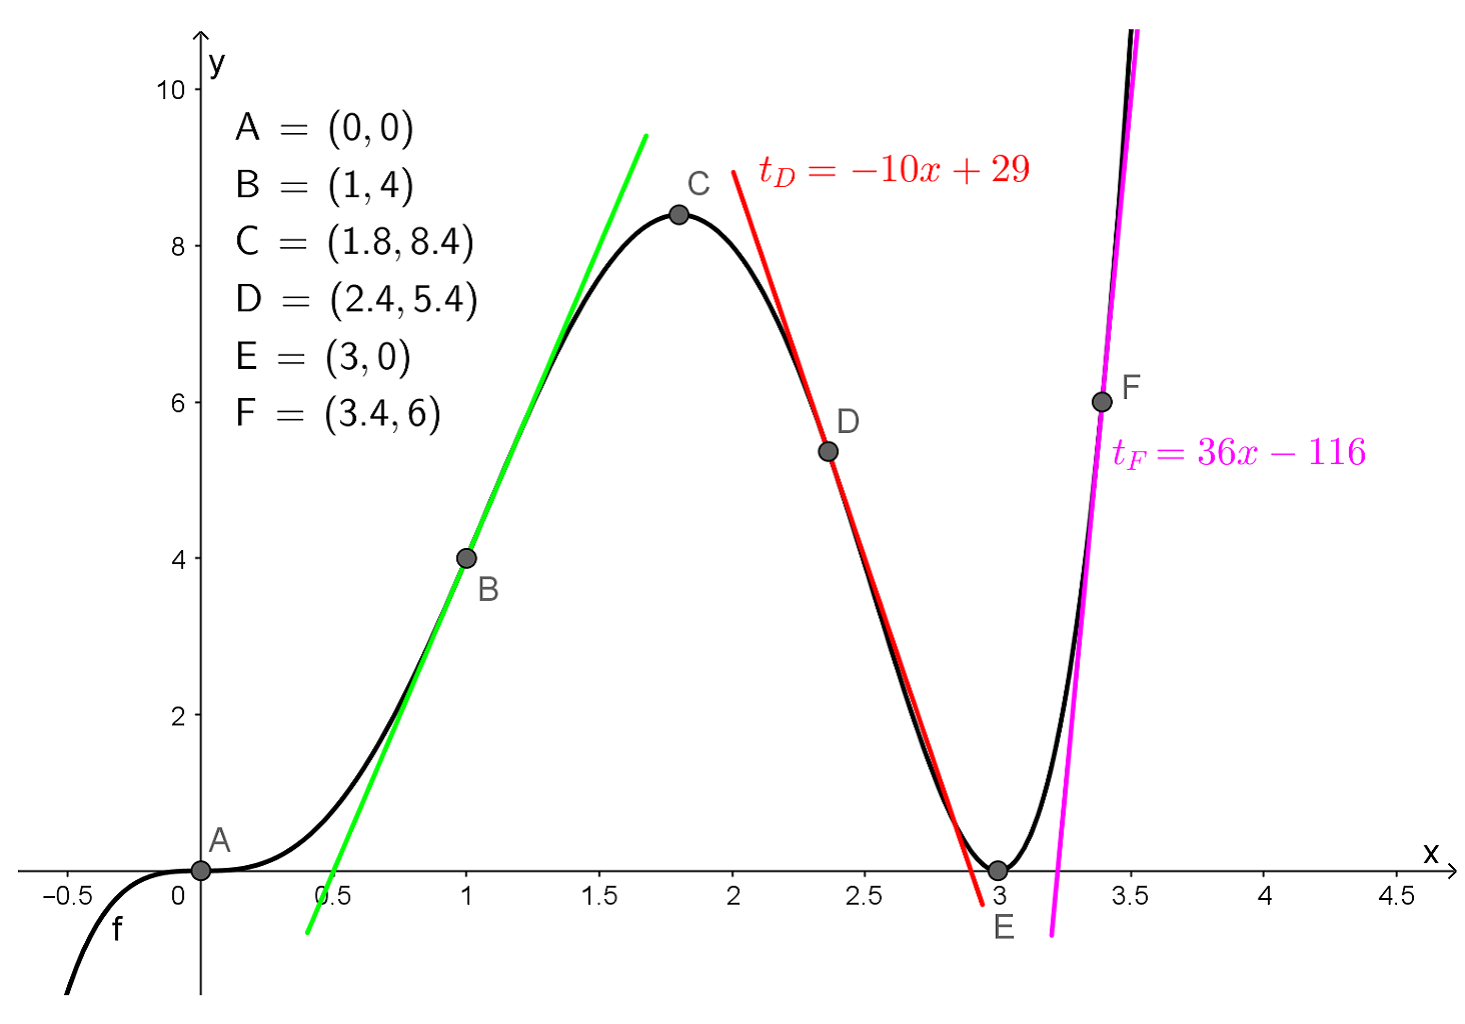 y
10
A = (0, 0)
B = (1, 4)
C = (1.8, 8.4)
D = (2.4, 5.4)
E = (3, 0)
F = (3.4, 6)
C
t_D = −10x + 29
8
6
F
D
t_F = 36x − 116
4
B
2
A
x
−0.5 0 0.5 1 1.5 2 2.5 3 3.5 4 4.5
f
E